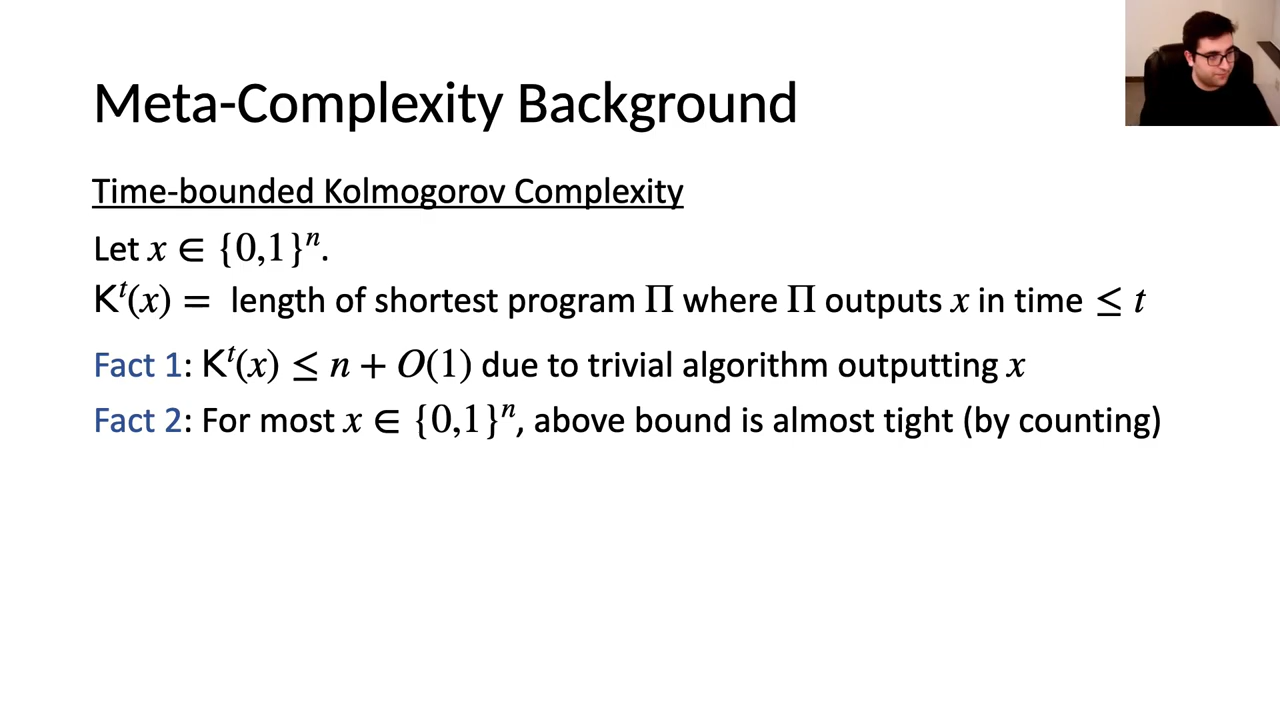 Meta-Complexity Background
Time-bounded Kolmogorov Complexity
Let x ∈ {0,1}ⁿ.
Kᵗ(x) = length of shortest program Π where Π outputs x in time ≤ t
Fact 1: Kᵗ(x) ≤ n + O(1) due to trivial algorithm outputting x
Fact 2: For most x ∈ {0,1}ⁿ, above bound is almost tight (by counting)